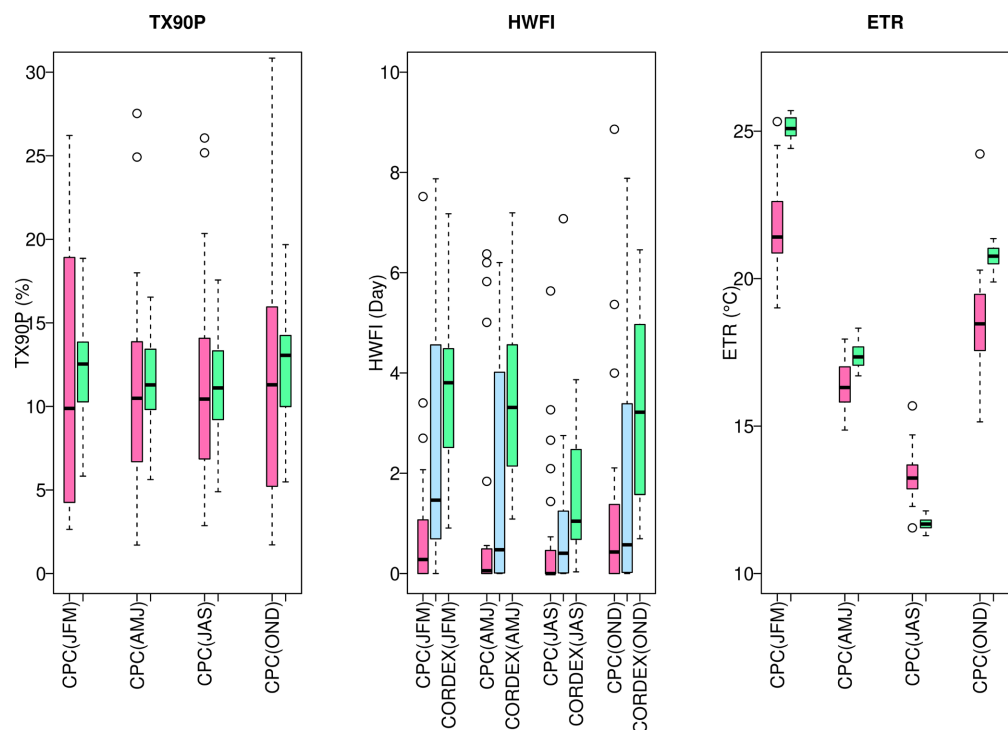 TX90P
TX90P (%)
0
5
10
15
20
25
30
CPC(JFM)
CPC(AMJ)
CPC(JAS)
CPC(OND)
HWFI
HWFI (Day)
0
2
4
6
8
10
CPC(JFM)
CORDEX(JFM)
CPC(AMJ)
CORDEX(AMJ)
CPC(JAS)
CORDEX(JAS)
CPC(OND)
CORDEX(OND)
ETR
ETR (°C)
10
15
20
25
CPC(JFM)
CPC(AMJ)
CPC(JAS)
CPC(OND)